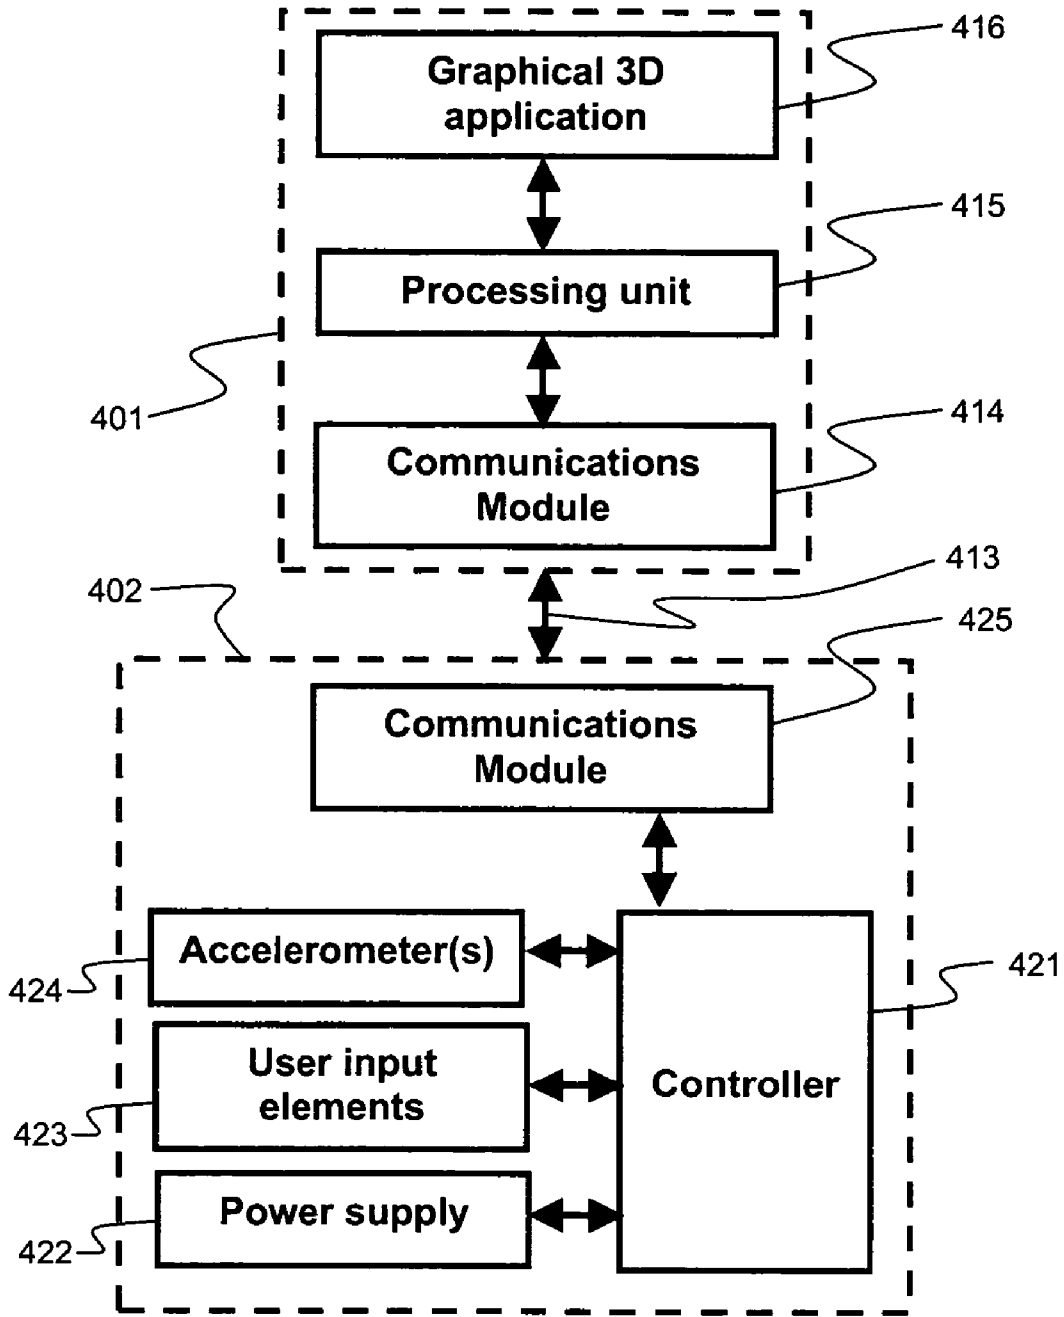 416
Graphical 3D
application
415
Processing unit
401
414
Communications
Module
413
402
425
Communications
Module
Accelerometer(s)
424
421
User input
elements
Controller
423
Power supply
422